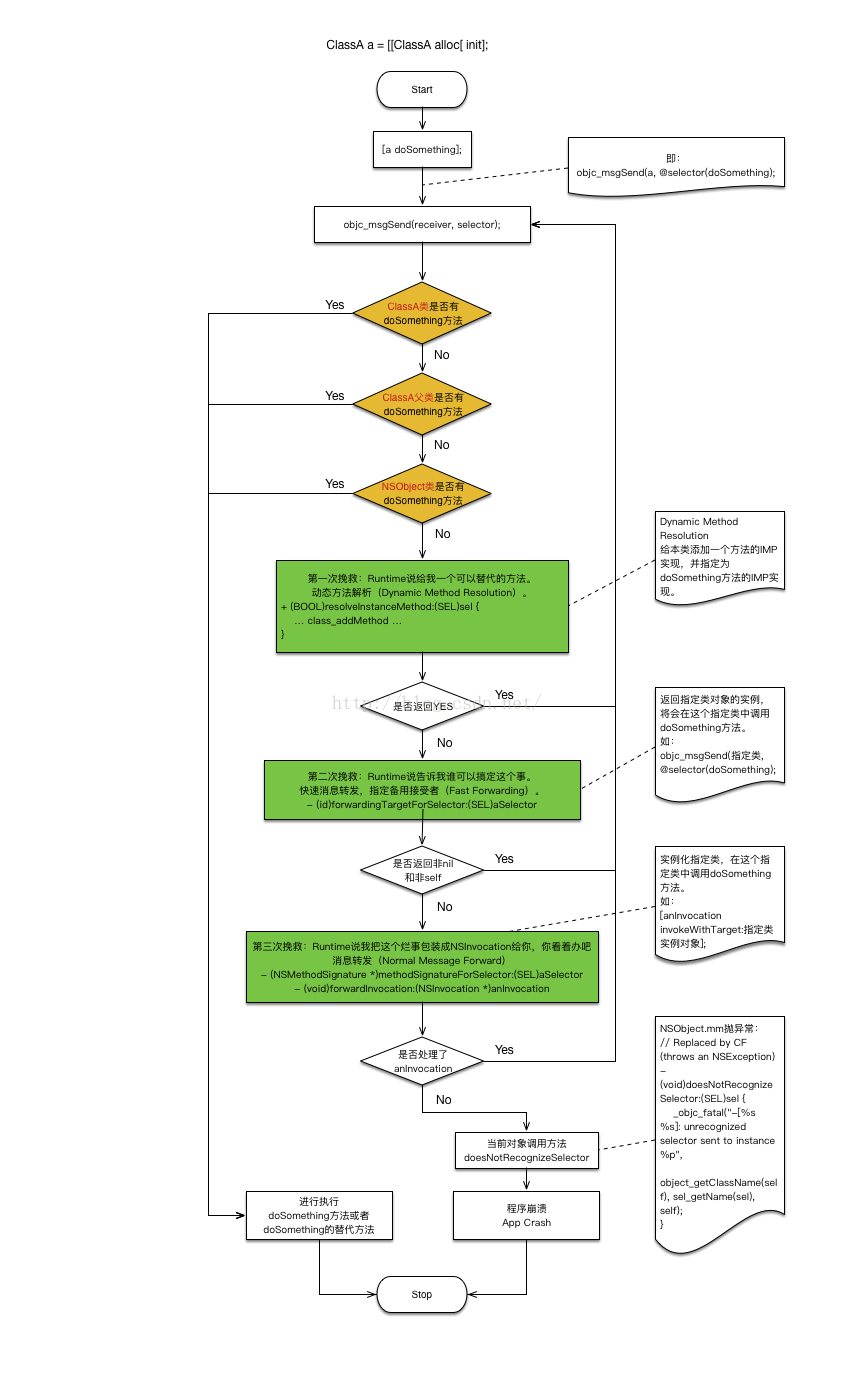 ClassA a = [[ClassA alloc[ init];
Start
[a doSomething];
即：
objc_msgSend(a, @selector(doSomething);
objc_msgSend(receiver, selector);
ClassA类是否有
doSomething方法
Yes
No
ClassA父类是否有
doSomething方法
Yes
No
NSObject类是否有
doSomething方法
Yes
No
第一次挽救：Runtime说给我一个可以替代的方法。
动态方法解析（Dynamic Method Resolution）。
+ (BOOL)resolveInstanceMethod:(SEL)sel {
... class_addMethod ...
}
Dynamic Method
Resolution
给本类添加一个方法的IMP
实现，并指定为
doSomething方法的IMP实
现。
是否返回YES
Yes
No
第二次挽救：Runtime说告诉我谁可以搞定这个事。
快速消息转发，指定备用接受者（Fast Forwarding）。
- (id)forwardingTargetForSelector:(SEL)aSelector
返回指定类对象的实例，
将会在这个指定类中调用
doSomething方法。
如：
objc_msgSend(指定类,
@selector(doSomething);
是否返回非nil
和非self
Yes
No
第三次挽救：Runtime说我把这个烂事包装成NSInvocation给你，你看着办吧
消息转发（Normal Message Forward）
- (NSMethodSignature *)methodSignatureForSelector:(SEL)aSelector
- (void)forwardInvocation:(NSInvocation *)anInvocation
实例化指定类，在这个指
定类中调用doSomething
方法。
如：
[anInvocation
invokeWithTarget:指定类
实例对象];
是否处理了
anInvocation
Yes
No
当前对象调用方法
doesNotRecognizeSelector
NSObject.mm抛异常：
// Replaced by CF
(throws an NSException)
-
(void)doesNotRecognize
Selector:(SEL)sel {
_objc_fatal("-[%s
%s]: unrecognized
selector sent to instance
%p",
object_getClassName(sel
f), sel_getName(sel),
self);
}
进行执行
doSomething方法或者
doSomething的替代方法
程序崩溃
App Crash
Stop